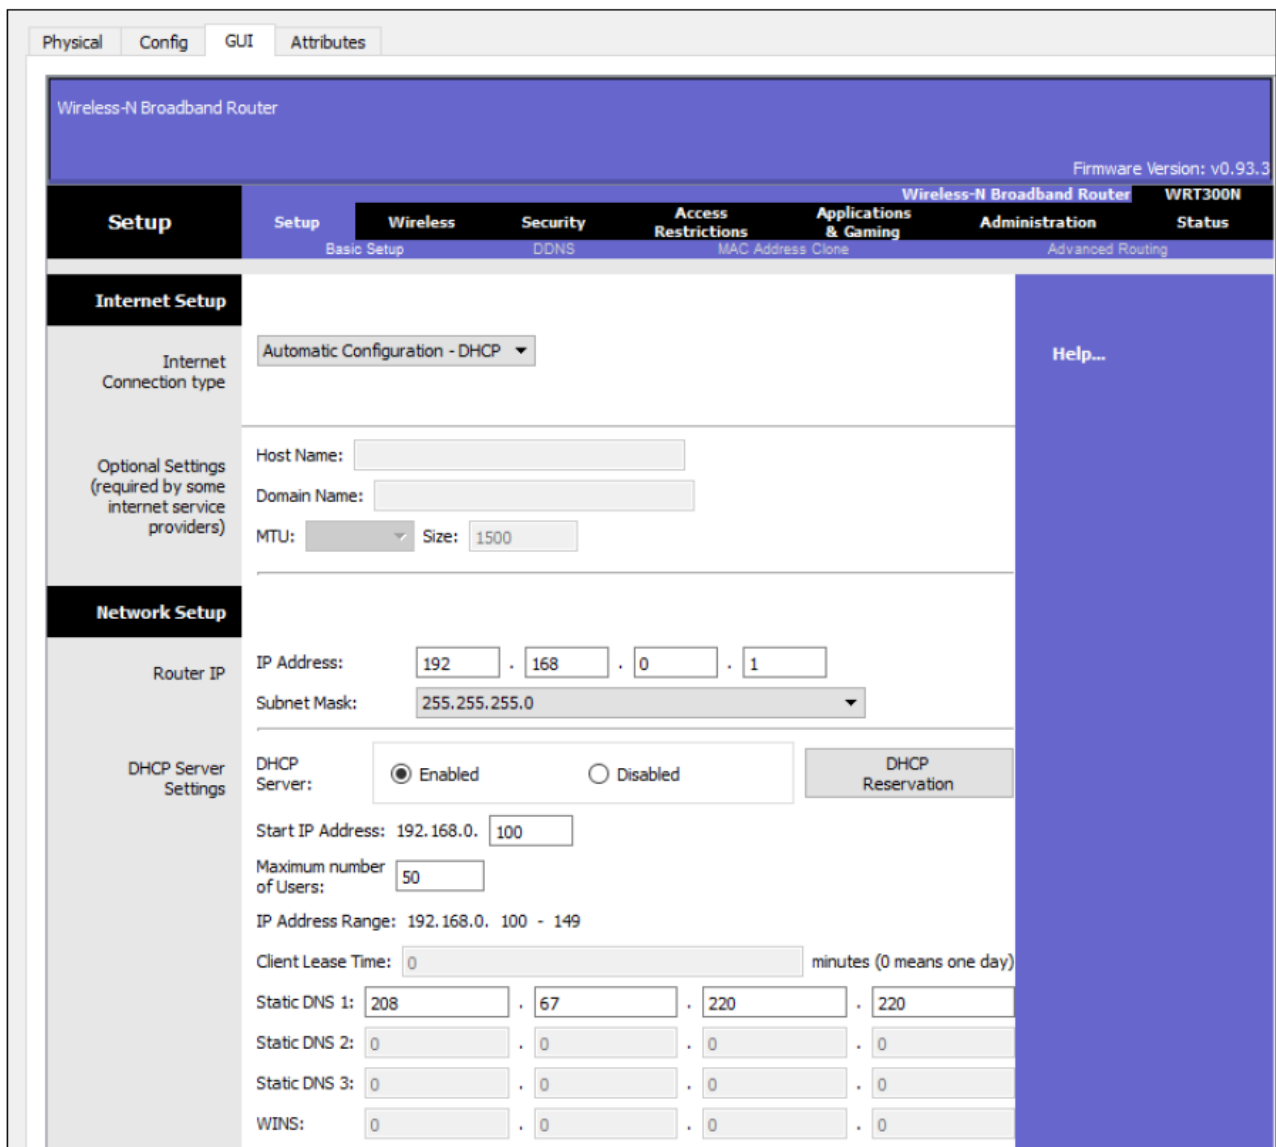 Physical Config GUI Attributes
Wireless-N Broadband Router
Firmware Version: v0.93.3
Wireless-N Broadband Router WRT300N
Setup Setup Wireless Security Access Restrictions Applications & Gaming Administration Status
Basic Setup DDNS MAC Address Clone Advanced Routing
Internet Setup
Internet Connection type Automatic Configuration - DHCP
Help...
Optional Settings (required by some internet service providers)
Host Name:
Domain Name:
MTU: Size: 1500
Network Setup
Router IP
IP Address: 192 . 168 . 0 . 1
Subnet Mask: 255.255.255.0
DHCP Server Settings
DHCP Server: Enabled Disabled DHCP Reservation
Start IP Address: 192.168.0. 100
Maximum number of Users: 50
IP Address Range: 192.168.0. 100 - 149
Client Lease Time: 0 minutes (0 means one day)
Static DNS 1: 208 . 67 . 220 . 220
Static DNS 2: 0 . 0 . 0 . 0
Static DNS 3: 0 . 0 . 0 . 0
WINS: 0 . 0 . 0 . 0